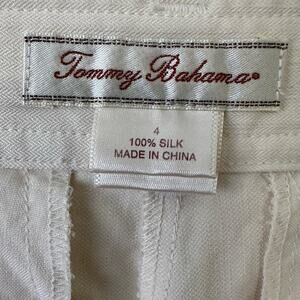 Tommy Bahama®
4
100% SILK
MADE IN CHINA